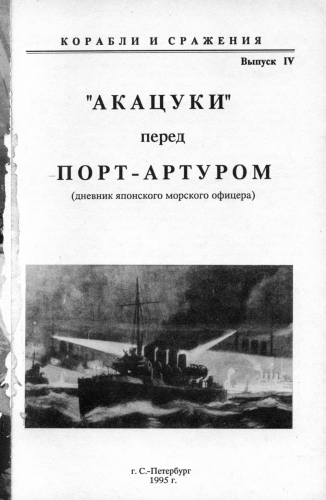 КОРАБЛИ И СРАЖЕНИЯ
Выпуск IV
"АКАЦУКИ"
перед
ПОРТ-АРТУРОМ
(дневник японского морского офицера)
г. С.-Петербург
1995 г.